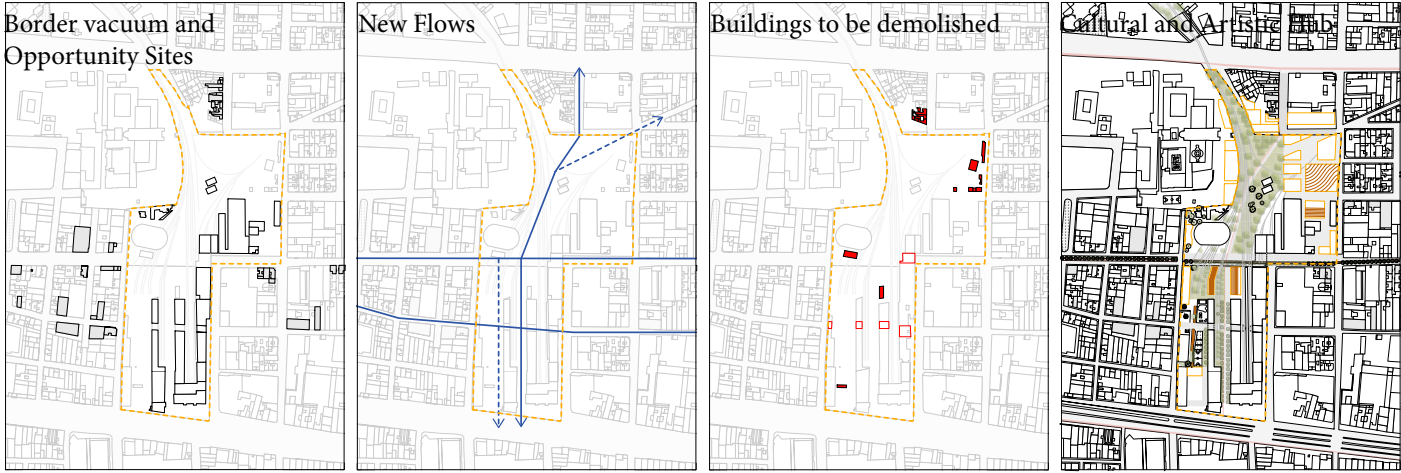 Border vacuum and
Opportunity Sites
New Flows
Buildings to be demolished
Cultural and Artistic Hub